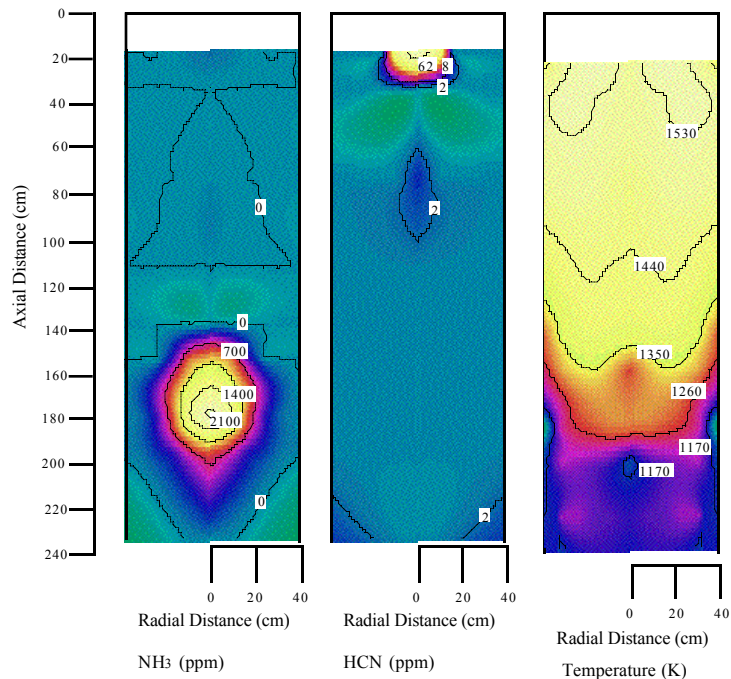 0
20
40
60
80
100
120
140
160
180
200
220
240
Axial Distance (cm)
0
0
700
1400
2100
0
0 20 40
Radial Distance (cm)
NH3 (ppm)
62 8
2
2
2
0 20 40
Radial Distance (cm)
HCN (ppm)
1530
1440
1350
1260
1170
1170
0 20 40
Radial Distance (cm)
Temperature (K)